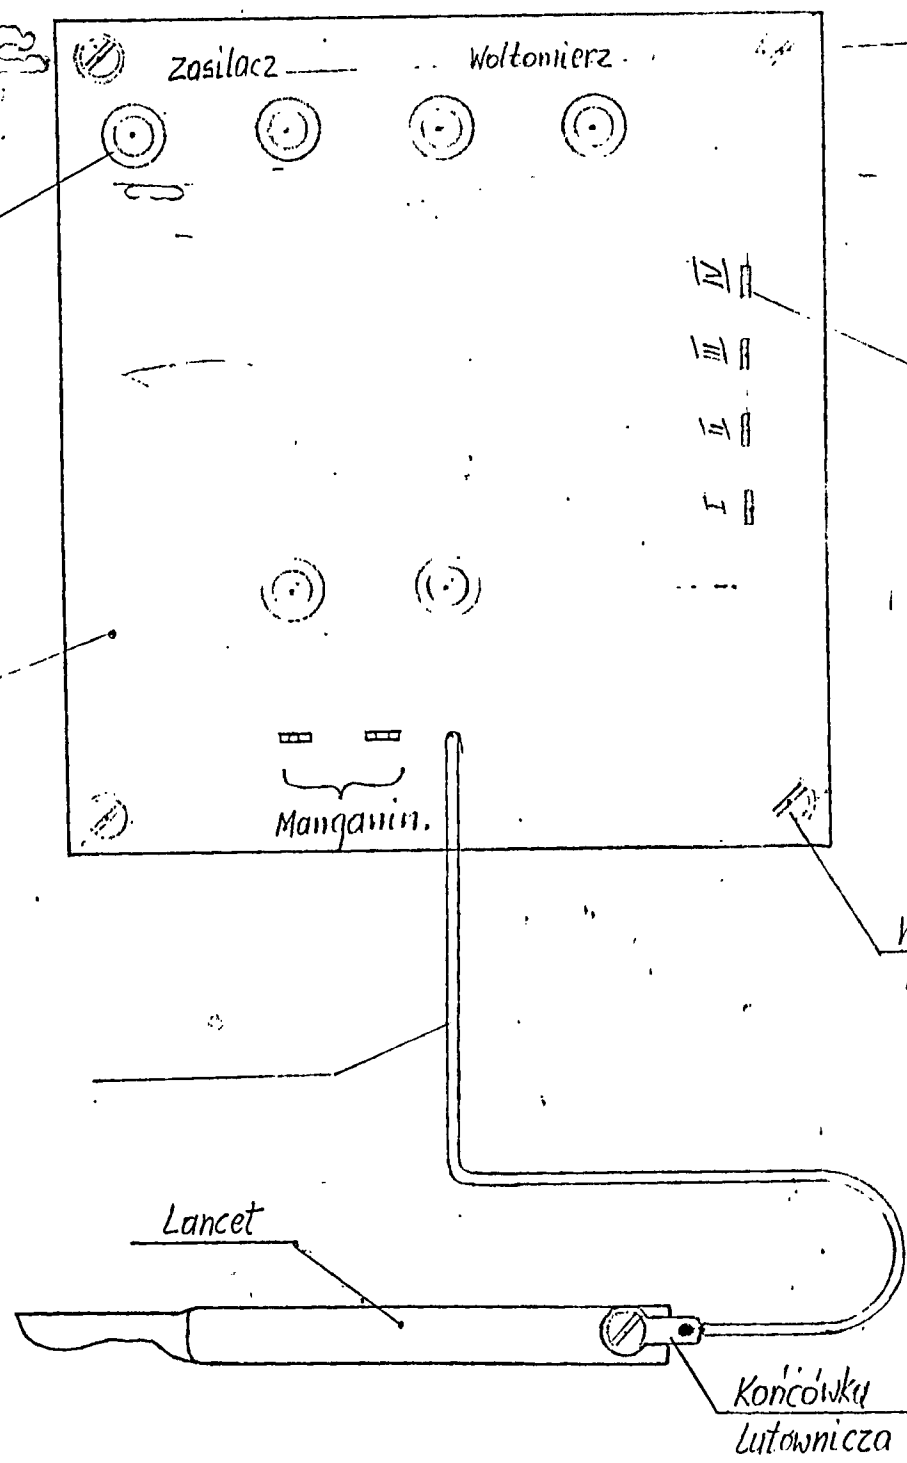 Zasilacz
Woltomierz
IV
III
II
I
Manganin.
Lancet
Końcówka
lutownicza